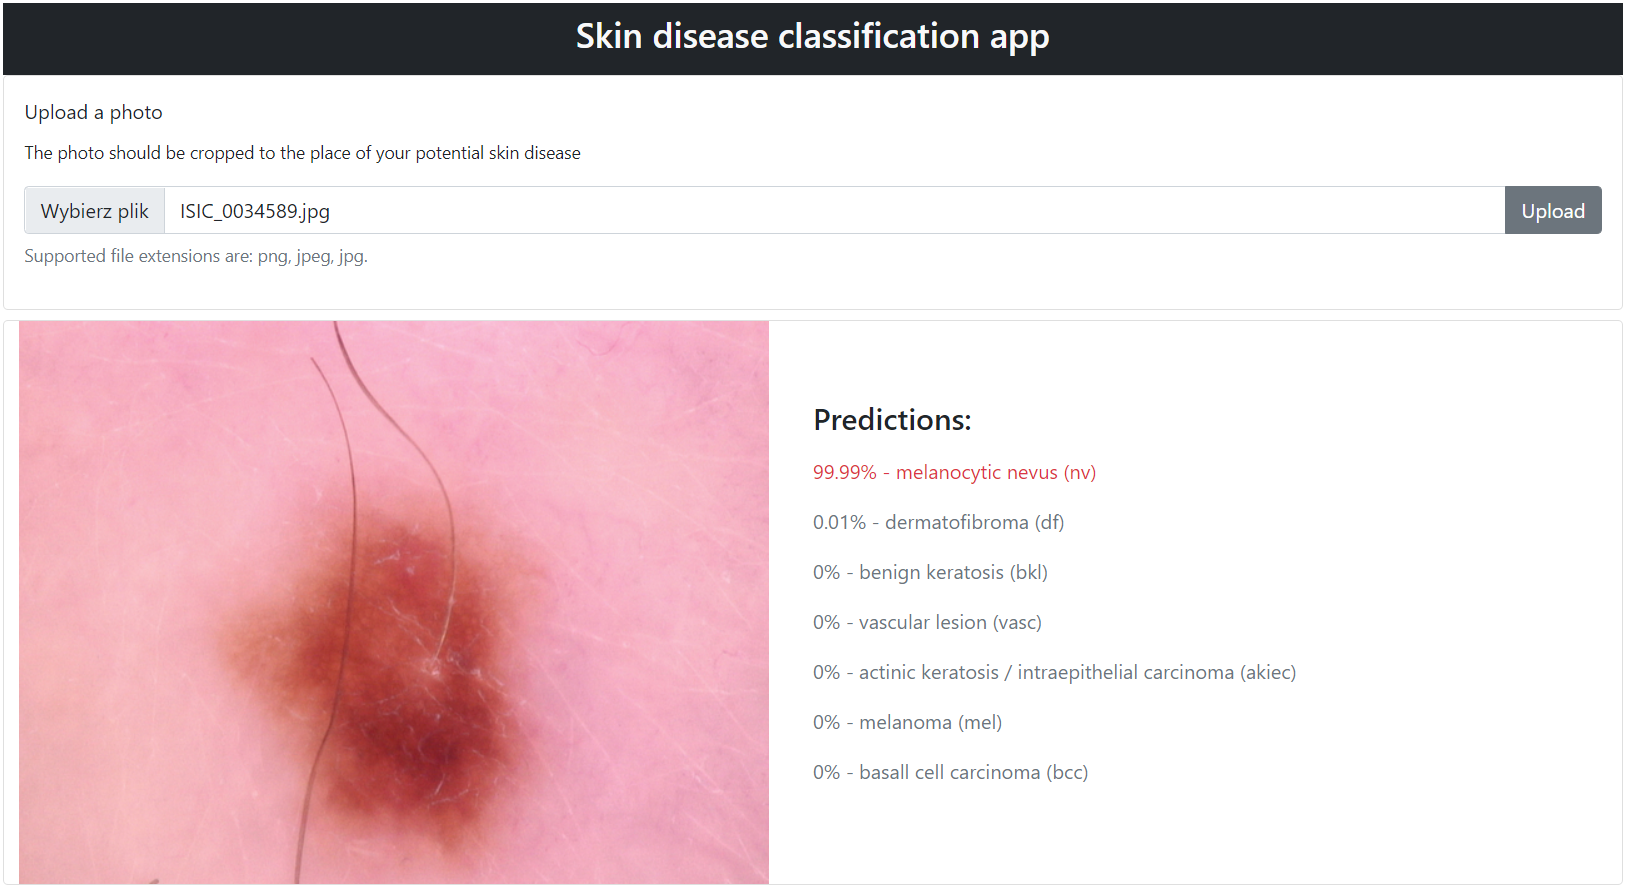 Skin disease classification app
Upload a photo
The photo should be cropped to the place of your potential skin disease
Wybierz plik ISIC_0034589.jpg Upload
Supported file extensions are: png, jpeg, jpg.
Predictions:
99.99% - melanocytic nevus (nv)
0.01% - dermatofibroma (df)
0% - benign keratosis (bkl)
0% - vascular lesion (vasc)
0% - actinic keratosis / intraepithelial carcinoma (akiec)
0% - melanoma (mel)
0% - basall cell carcinoma (bcc)